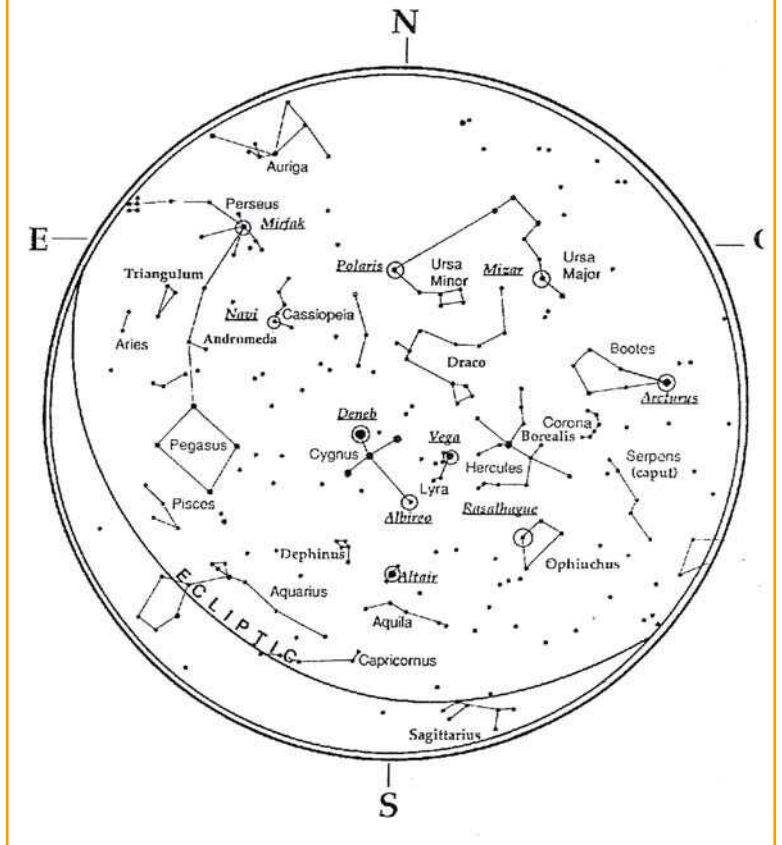 N
Auriga
Perseus
Mirfak
E
Triangulum
Polaris
Ursa
Minor
Mizar
Ursa
Major
Navi
Cassiopeia
Aries
Andromeda
Draco
Bootes
Arcturus
Deneb
Pegasus
Cygnus
Vega
Corona
Borealis
Hercules
Serpens
(caput)
Lyra
Pisces
Albireo
Rasalhague
Dephinus
Altair
Ophiuchus
Aquarius
ECLIPTIC
Aquila
Capricornus
Sagittarius
S